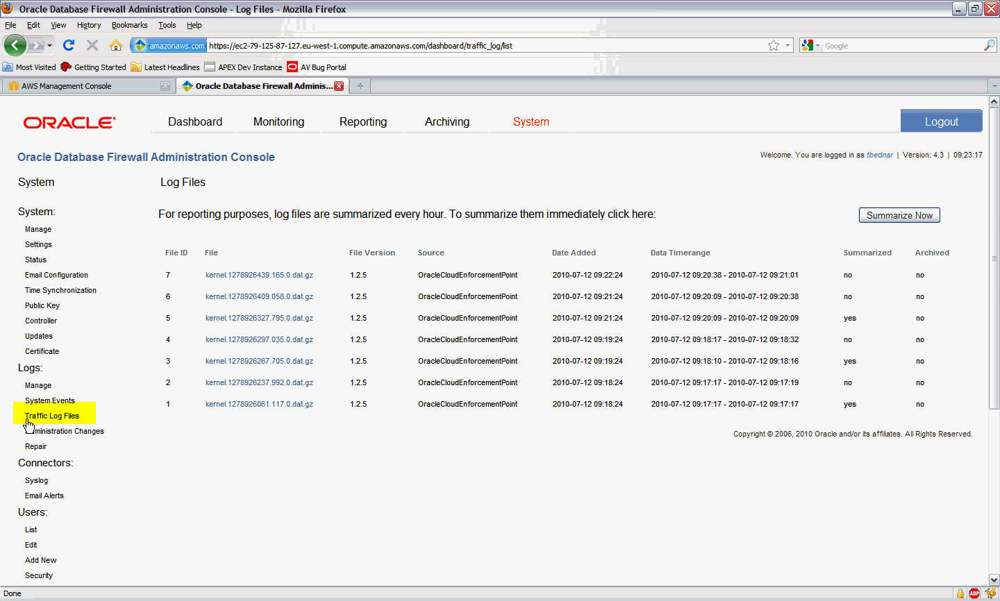 Oracle Database Firewall Administration Console - Log Files - Mozilla Firefox
File Edit View History Bookmarks Tools Help
amazonaws.com https://ec2-79-125-87-127.eu-west-1.compute.amazonaws.com/dashboard/traffic_log/list Google
Most Visited Getting Started Latest Headlines APEX Dev Instance AV Bug Portal
AWS Management Console Oracle Database Firewall Adminis...
ORACLE Dashboard Monitoring Reporting Archiving System Logout
Oracle Database Firewall Administration Console Welcome. You are logged in as tbednar | Version: 4.3 | 09:23:17
System
System:
Manage
Settings
Status
Email Configuration
Time Synchronization
Public Key
Controller
Updates
Certificate
Logs:
Manage
System Events
Traffic Log Files
ministration Changes
Repair
Connectors:
Syslog
Email Alerts
Users:
List
Edit
Add New
Security
Log Files
For reporting purposes, log files are summarized every hour. To summarize them immediately click here: Summarize Now
File ID File File Version Source Date Added Data Timerange Summarized Archived
7 kernel.1278926439.165.0.dat.gz 1.2.5 OracleCloudEnforcementPoint 2010-07-12 09:22:24 2010-07-12 09:20:38 - 2010-07-12 09:21:01 no no
6 kernel.1278926409.058.0.dat.gz 1.2.5 OracleCloudEnforcementPoint 2010-07-12 09:21:24 2010-07-12 09:20:09 - 2010-07-12 09:20:38 no no
5 kernel.1278926327.795.0.dat.gz 1.2.5 OracleCloudEnforcementPoint 2010-07-12 09:21:24 2010-07-12 09:20:09 - 2010-07-12 09:20:09 yes no
4 kernel.1278926297.035.0.dat.gz 1.2.5 OracleCloudEnforcementPoint 2010-07-12 09:19:24 2010-07-12 09:18:17 - 2010-07-12 09:18:32 no no
3 kernel.1278926267.705.0.dat.gz 1.2.5 OracleCloudEnforcementPoint 2010-07-12 09:19:24 2010-07-12 09:18:10 - 2010-07-12 09:18:16 yes no
2 kernel.1278926237.992.0.dat.gz 1.2.5 OracleCloudEnforcementPoint 2010-07-12 09:18:24 2010-07-12 09:17:17 - 2010-07-12 09:17:19 no no
1 kernel.1278926061.117.0.dat.gz 1.2.5 OracleCloudEnforcementPoint 2010-07-12 09:18:24 2010-07-12 09:17:17 - 2010-07-12 09:17:17 yes no
Copyright © 2006, 2010 Oracle and/or its affiliates. All Rights Reserved.
Done ABP